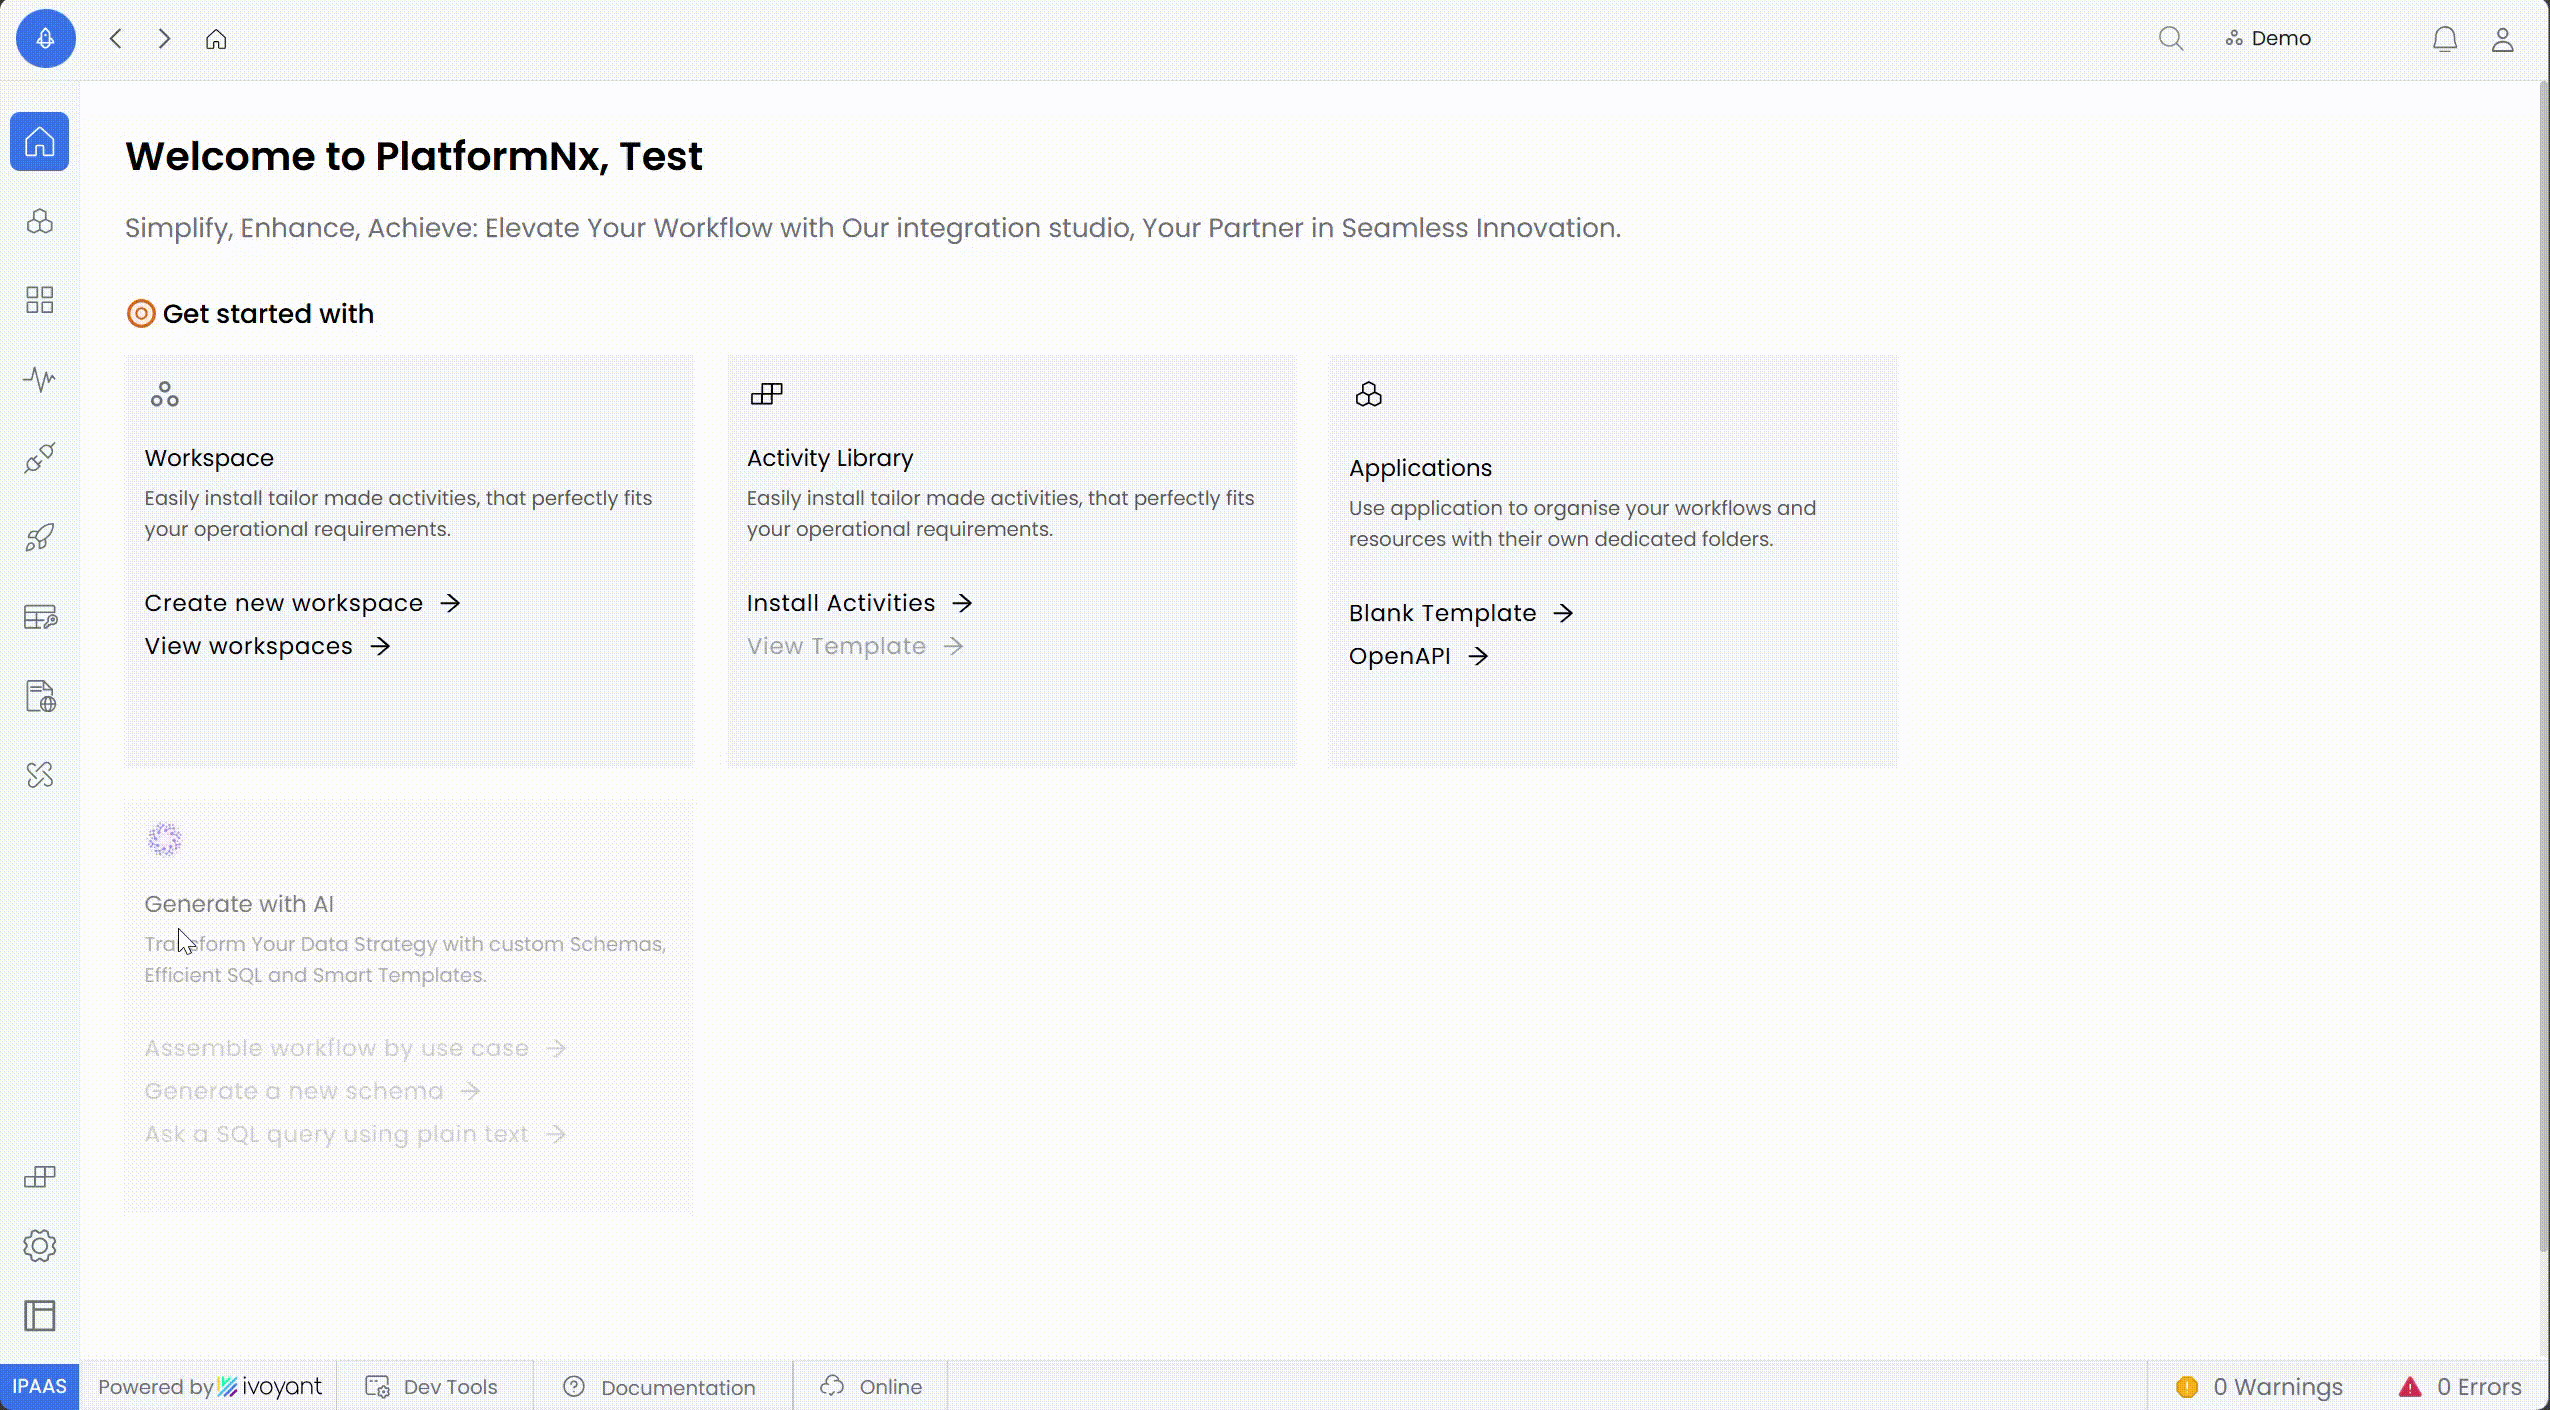 Demo
Welcome to PlatformNx, Test
Simplify, Enhance, Achieve: Elevate Your Workflow with Our integration studio, Your Partner in Seamless Innovation.
Get started with
Workspace
Easily install tailor made activities, that perfectly fits
your operational requirements.
Create new workspace
View workspaces
Activity Library
Easily install tailor made activities, that perfectly fits
your operational requirements.
Install Activities
View Template
Applications
Use application to organise your workflows and
resources with their own dedicated folders.
Blank Template
OpenAPI
Generate with AI
Transform Your Data Strategy with custom Schemas,
Efficient SQL and Smart Templates.
Assemble workflow by use case
Generate a new schema
Ask a SQL query using plain text
IPAAS
Powered by ivoyant
Dev Tools
Documentation
Online
0 Warnings
0 Errors